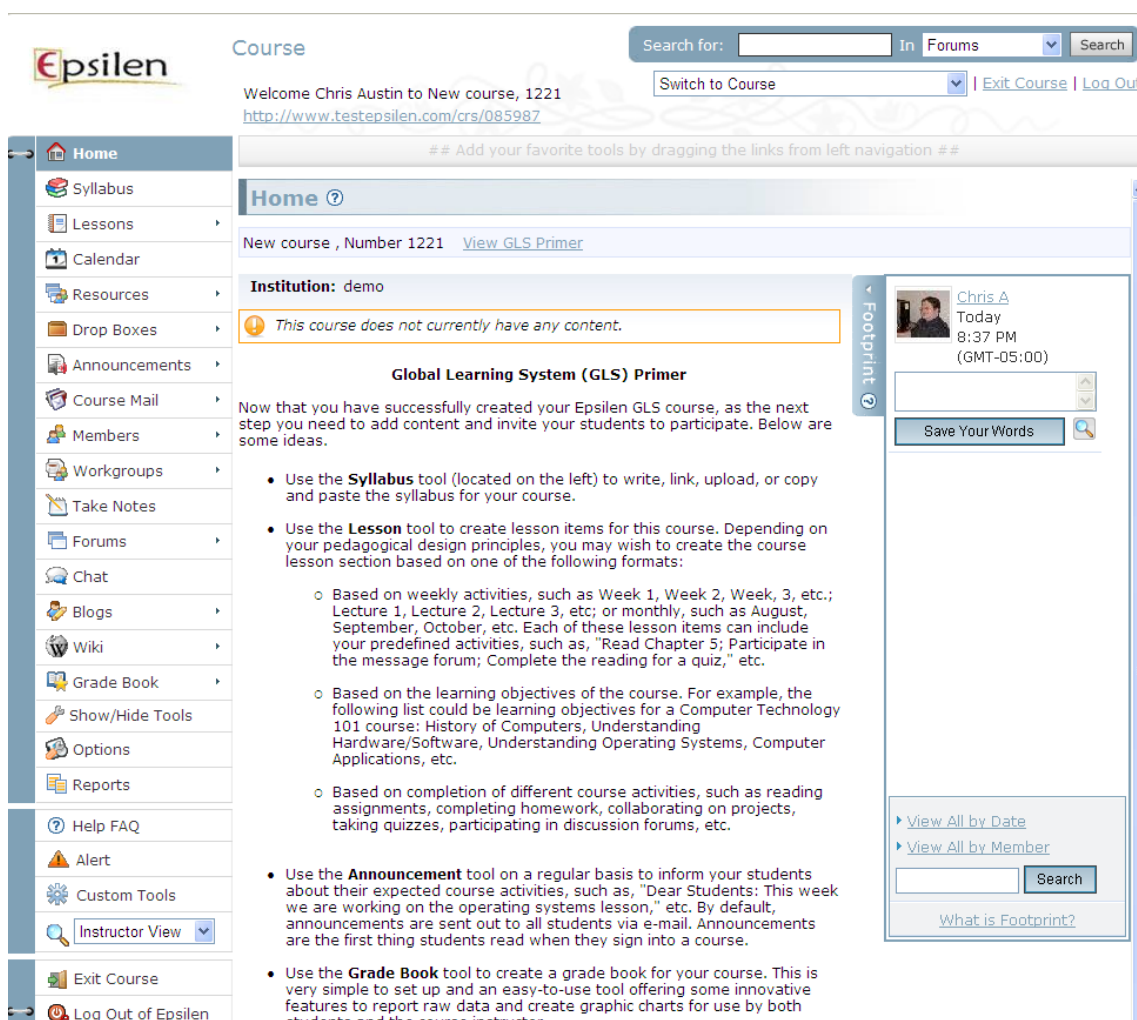 Epsilen
Course
Search for:
In Forums
Search
Switch to Course
| Exit Course | Log Out
Welcome Chris Austin to New course, 1221
http://www.testepsilen.com/crs/085987
## Add your favorite tools by dragging the links from left navigation ##
Home
Syllabus
Lessons
Calendar
Resources
Drop Boxes
Announcements
Course Mail
Members
Workgroups
Take Notes
Forums
Chat
Blogs
Wiki
Grade Book
Show/Hide Tools
Options
Reports
Help FAQ
Alert
Custom Tools
Instructor View
Exit Course
Log Out of Epsilen
Home
New course , Number 1221 View GLS Primer
Institution: demo
This course does not currently have any content.
Global Learning System (GLS) Primer
Now that you have successfully created your Epsilen GLS course, as the next
step you need to add content and invite your students to participate. Below are
some ideas.
• Use the Syllabus tool (located on the left) to write, link, upload, or copy
and paste the syllabus for your course.
• Use the Lesson tool to create lesson items for this course. Depending on
your pedagogical design principles, you may wish to create the course
lesson section based on one of the following formats:
o Based on weekly activities, such as Week 1, Week 2, Week, 3, etc.;
Lecture 1, Lecture 2, Lecture 3, etc; or monthly, such as August,
September, October, etc. Each of these lesson items can include
your predefined activities, such as, "Read Chapter 5; Participate in
the message forum; Complete the reading for a quiz," etc.
o Based on the learning objectives of the course. For example, the
following list could be learning objectives for a Computer Technology
101 course: History of Computers, Understanding
Hardware/Software, Understanding Operating Systems, Computer
Applications, etc.
o Based on completion of different course activities, such as reading
assignments, completing homework, collaborating on projects,
taking quizzes, participating in discussion forums, etc.
• Use the Announcement tool on a regular basis to inform your students
about their expected course activities, such as, "Dear Students: This week
we are working on the operating systems lesson," etc. By default,
announcements are sent out to all students via e-mail. Announcements
are the first thing students read when they sign into a course.
• Use the Grade Book tool to create a grade book for your course. This is
very simple to set up and an easy-to-use tool offering some innovative
features to report raw data and create graphic charts for use by both
students and the course instructor.
Footprint
Chris A
Today
8:37 PM
(GMT-05:00)
Save Your Words
View All by Date
View All by Member
Search
What is Footprint?